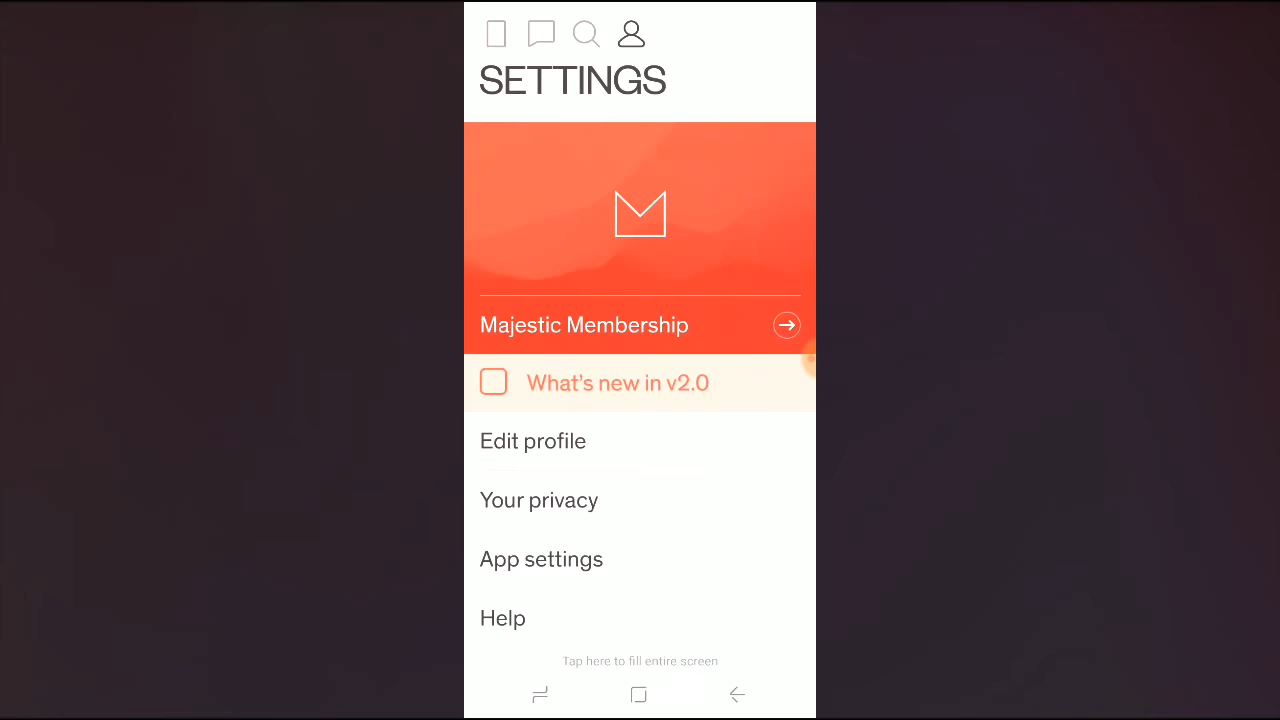 SETTINGS
Majestic Membership
What's new in v2.0
Edit profile
Your privacy
App settings
Help
Tap here to fill entire screen